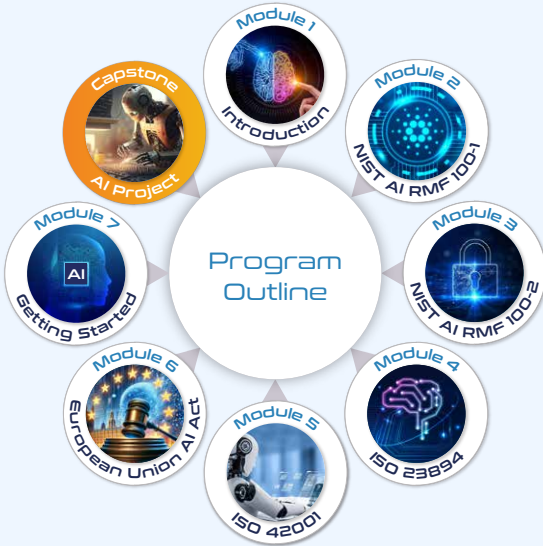 Program
Outline
Module 1
Introduction
Module 2
NIST AI RMF 100-1
Module 3
NIST AI RMF 100-2
Module 4
ISO 23894
Module 5
ISO 42001
Module 6
European Union AI Act
Module 7
AI
Getting Started
Capstone
AI Project